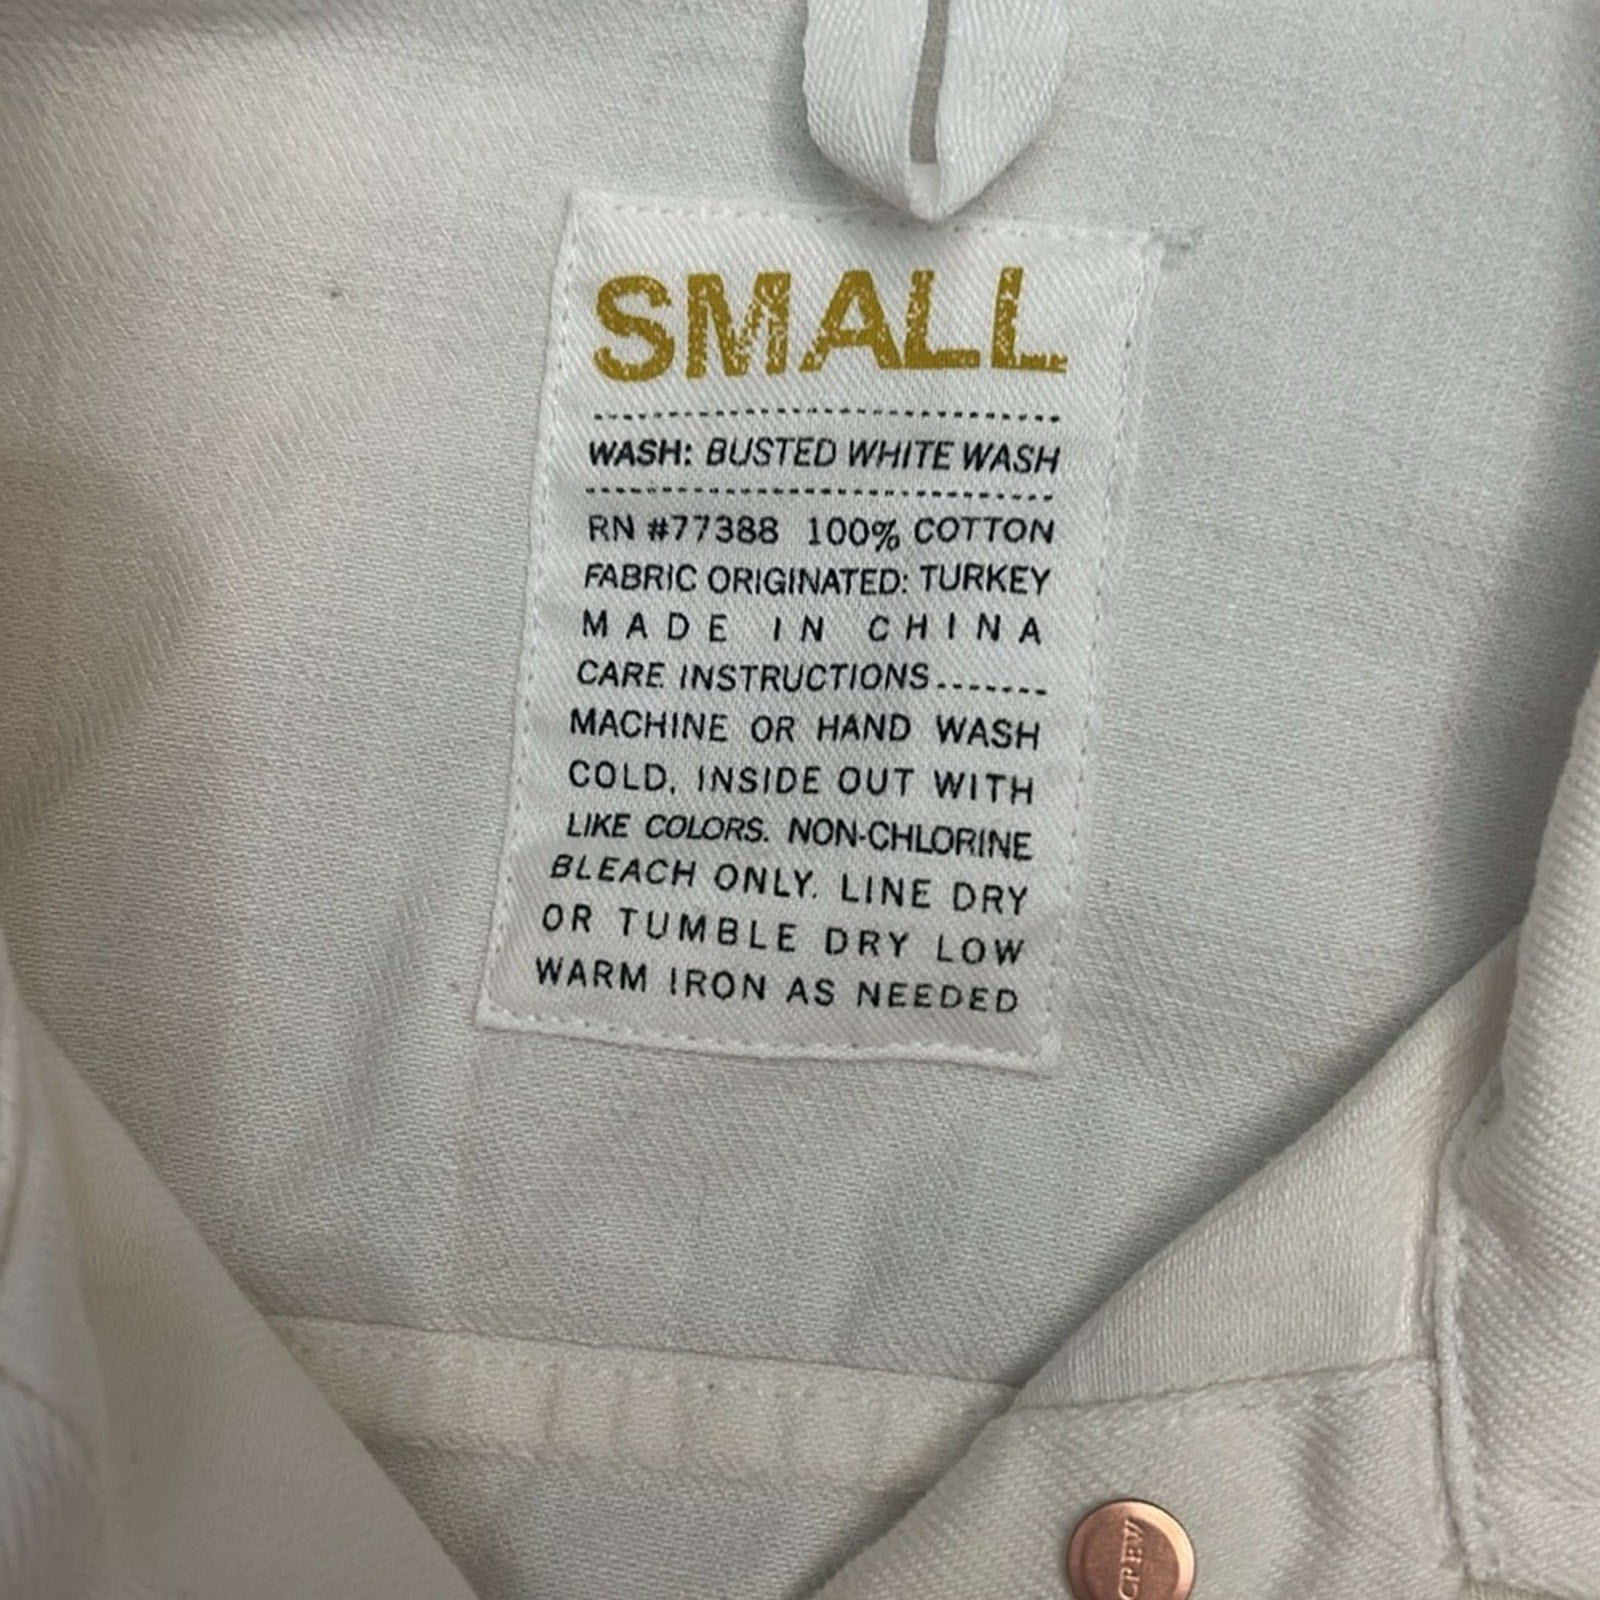 SMALL
WASH: BUSTED WHITE WASH
RN #77388 100% COTTON
FABRIC ORIGINATED: TURKEY
MADE IN CHINA
CARE INSTRUCTIONS.......
MACHINE OR HAND WASH
COLD, INSIDE OUT WITH
LIKE COLORS. NON-CHLORINE
BLEACH ONLY. LINE DRY
OR TUMBLE DRY LOW
WARM IRON AS NEEDED
CREW